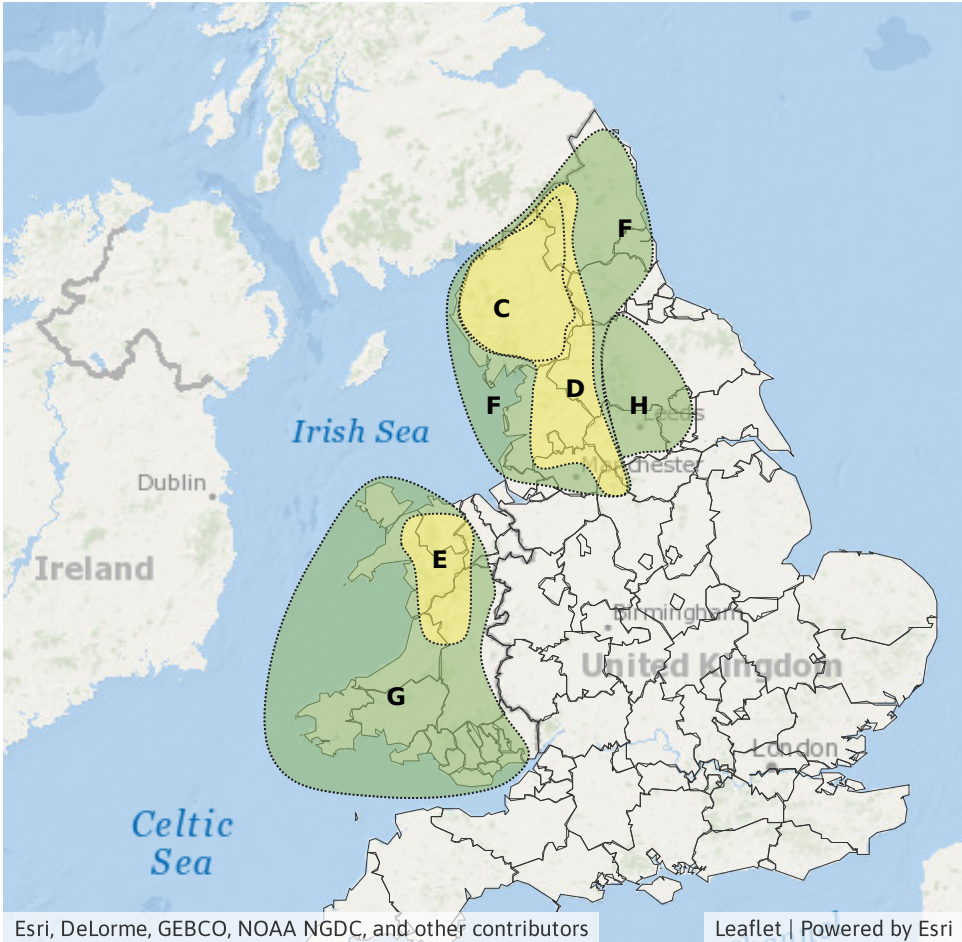 F
C
D
F
H
Leeds
Irish Sea
Manchester
Dublin
E
Ireland
Birmingham
United Kingdom
G
London
Celtic
Sea
Esri, DeLorme, GEBCO, NOAA NGDC, and other contributors
Leaflet | Powered by Esri